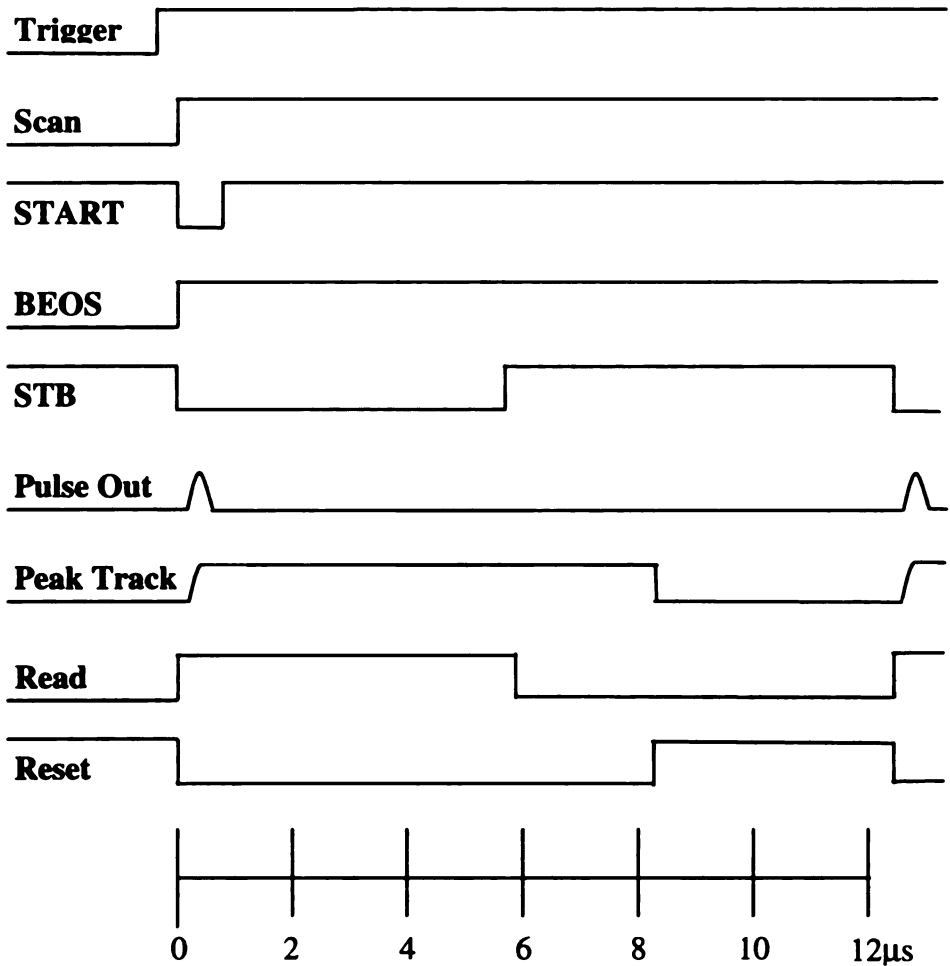 Trigger
Scan
START
BEOS
STB
Pulse Out
Peak Track
Read
Reset
0 2 4 6 8 10 12μs